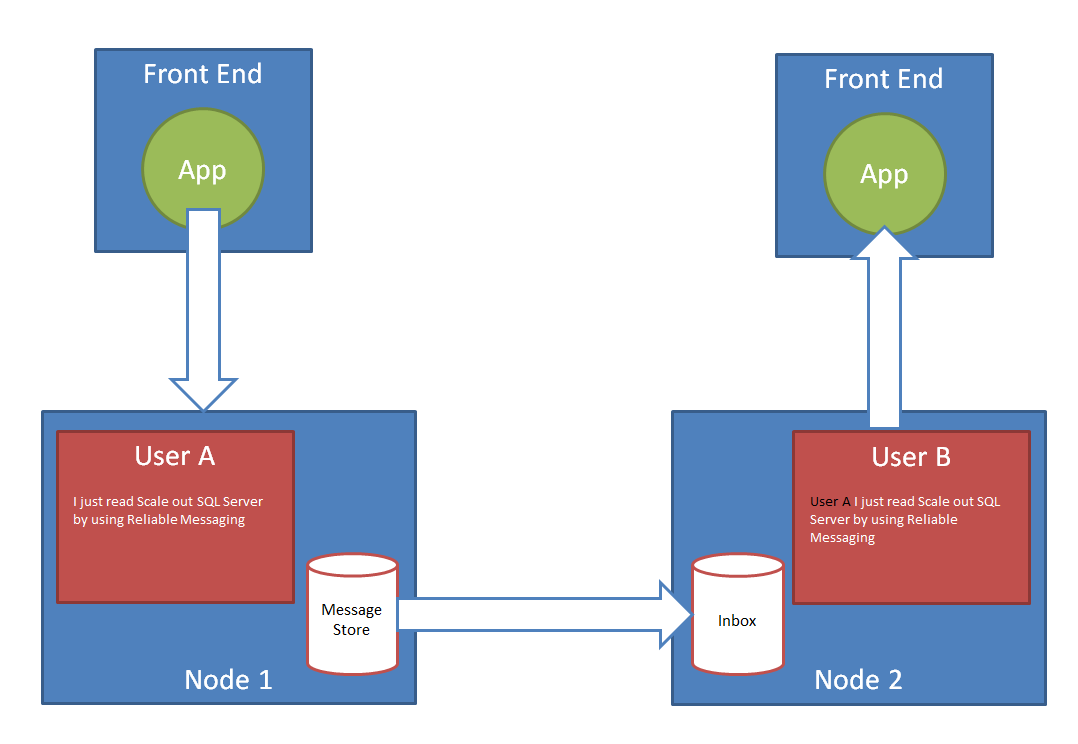 Front End
App
Front End
App
User A
I just read Scale out SQL Server
by using Reliable Messaging
Message
Store
Node 1
User B
User A I just read Scale out SQL
Server by using Reliable
Messaging
Inbox
Node 2